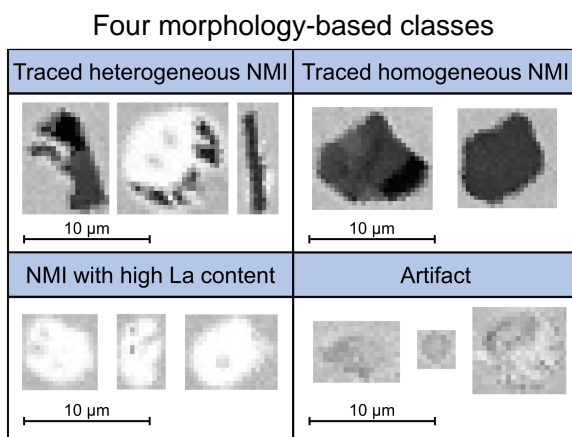 Four morphology-based classes
Traced heterogeneous NMI
Traced homogeneous NMI
10 µm
10 µm
NMI with high La content
Artifact
10 µm
10 µm